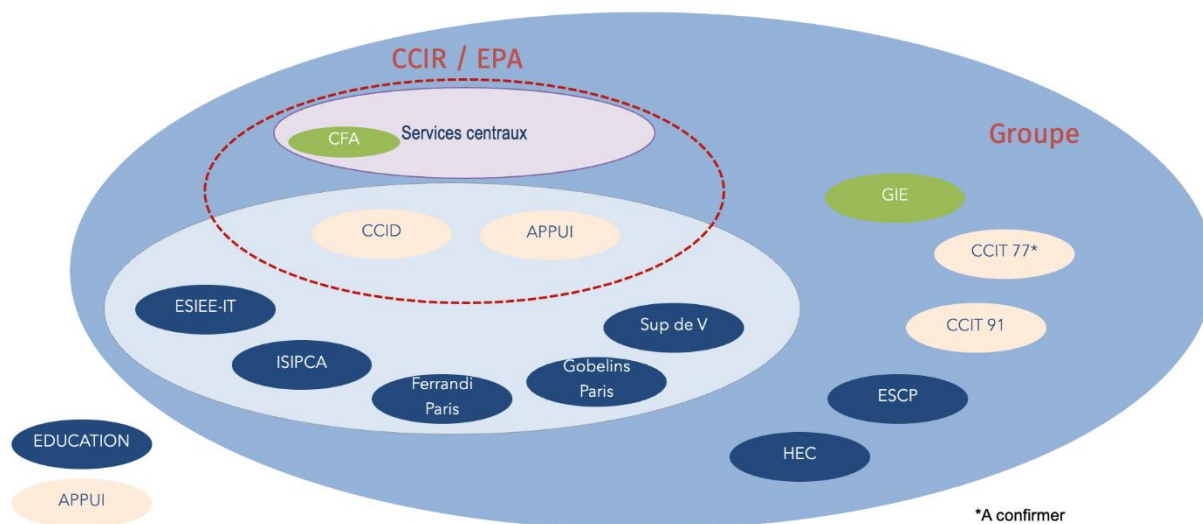 CCIR / EPA
CFA
Services centraux
Groupe
GIE
CCID
APPUI
CCIT 77*
ESIEE-IT
Sup de V
CCIT 91
ISIPCA
Gobelins
Paris
Ferrandi
Paris
ESCP
EDUCATION
HEC
APPUI
*A confirmer